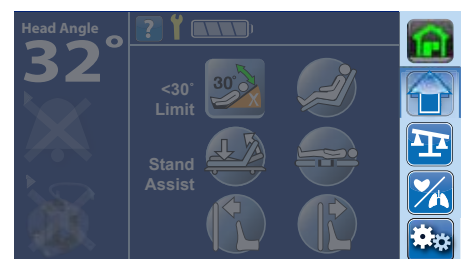 Head Angle
32°
?
<30°
Limit
30°
X
Stand
Assist